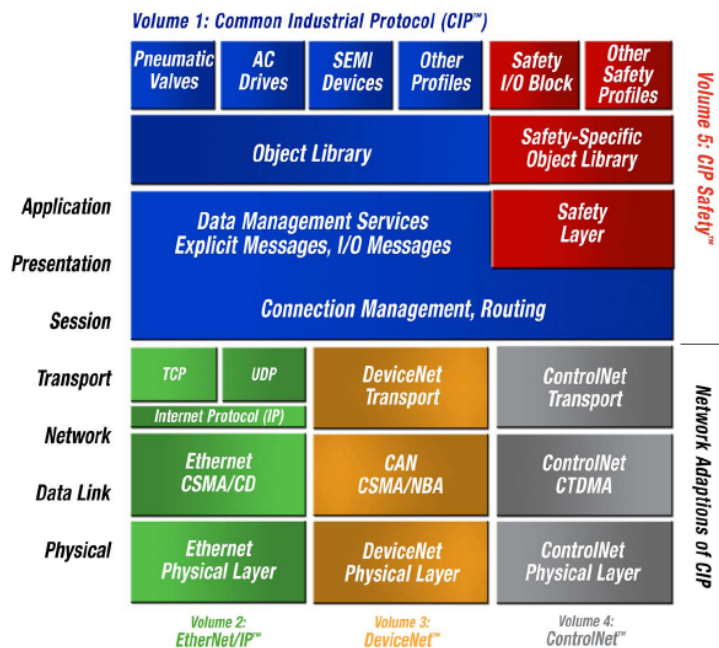 Volume 1: Common Industrial Protocol (CIP™)
Pneumatic
Valves
AC
Drives
SEMI
Devices
Other
Profiles
Safety
I/O Block
Other
Safety
Profiles
Object Library
Safety-Specific
Object Library
Volume 5: CIP Safety™
Application
Presentation
Session
Transport
Network
Data Link
Physical
Data Management Services
Explicit Messages, I/O Messages
Safety
Layer
Connection Management, Routing
TCP
UDP
Internet Protocol (IP)
DeviceNet
Transport
ControlNet
Transport
Ethernet
CSMA/CD
CAN
CSMA/NBA
ControlNet
CTDMA
Ethernet
Physical Layer
DeviceNet
Physical Layer
ControlNet
Physical Layer
Network Adaptions of CIP
Volume 2:
EtherNet/IP™
Volume 3:
DeviceNet™
Volume 4:
ControlNet™